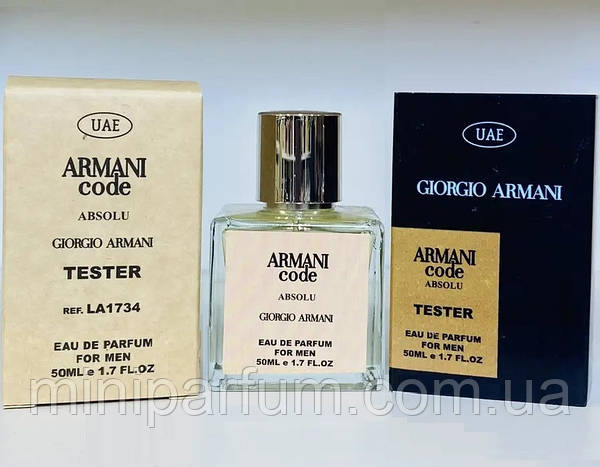 UAE
ARMANI
code
ABSOLU
GIORGIO ARMANI
TESTER
REF. LA1734
EAU DE PARFUM
FOR MEN
50ML e 1.7 FL.OZ
ARMANI
code
ABSOLU
GIORGIO ARMANI
EAU DE PARFUM
FOR MEN
50ML e 1.7 FL.OZ
UAE
GIORGIO ARMANI
ARMANI
code
ABSOLU
TESTER
EAU DE PARFUM
FOR MEN
50ML e 1.7 FL.OZ
miniparfum.com.ua